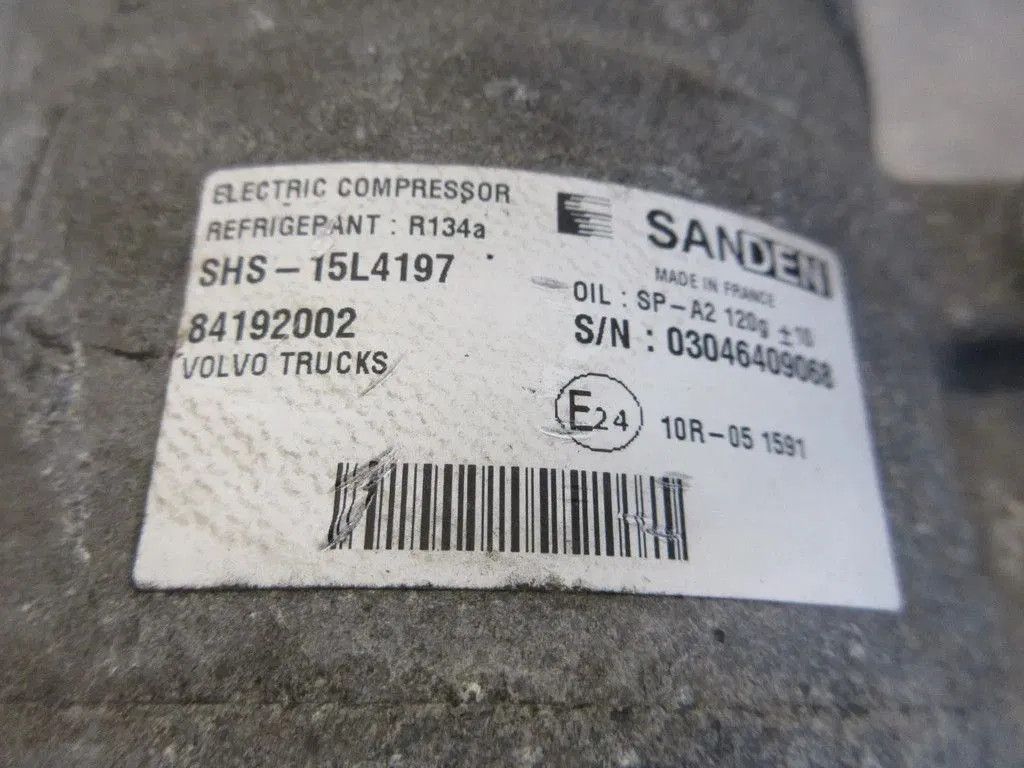 ELECTRIC COMPRESSOR
REFRIGERANT : R134a
SHS-15L4197
84192002
VOLVO TRUCKS
SANDEN
MADE IN FRANCE
OIL : SP-A2 120g ±10
S/N : 03046409068
E24
10R-05 1591